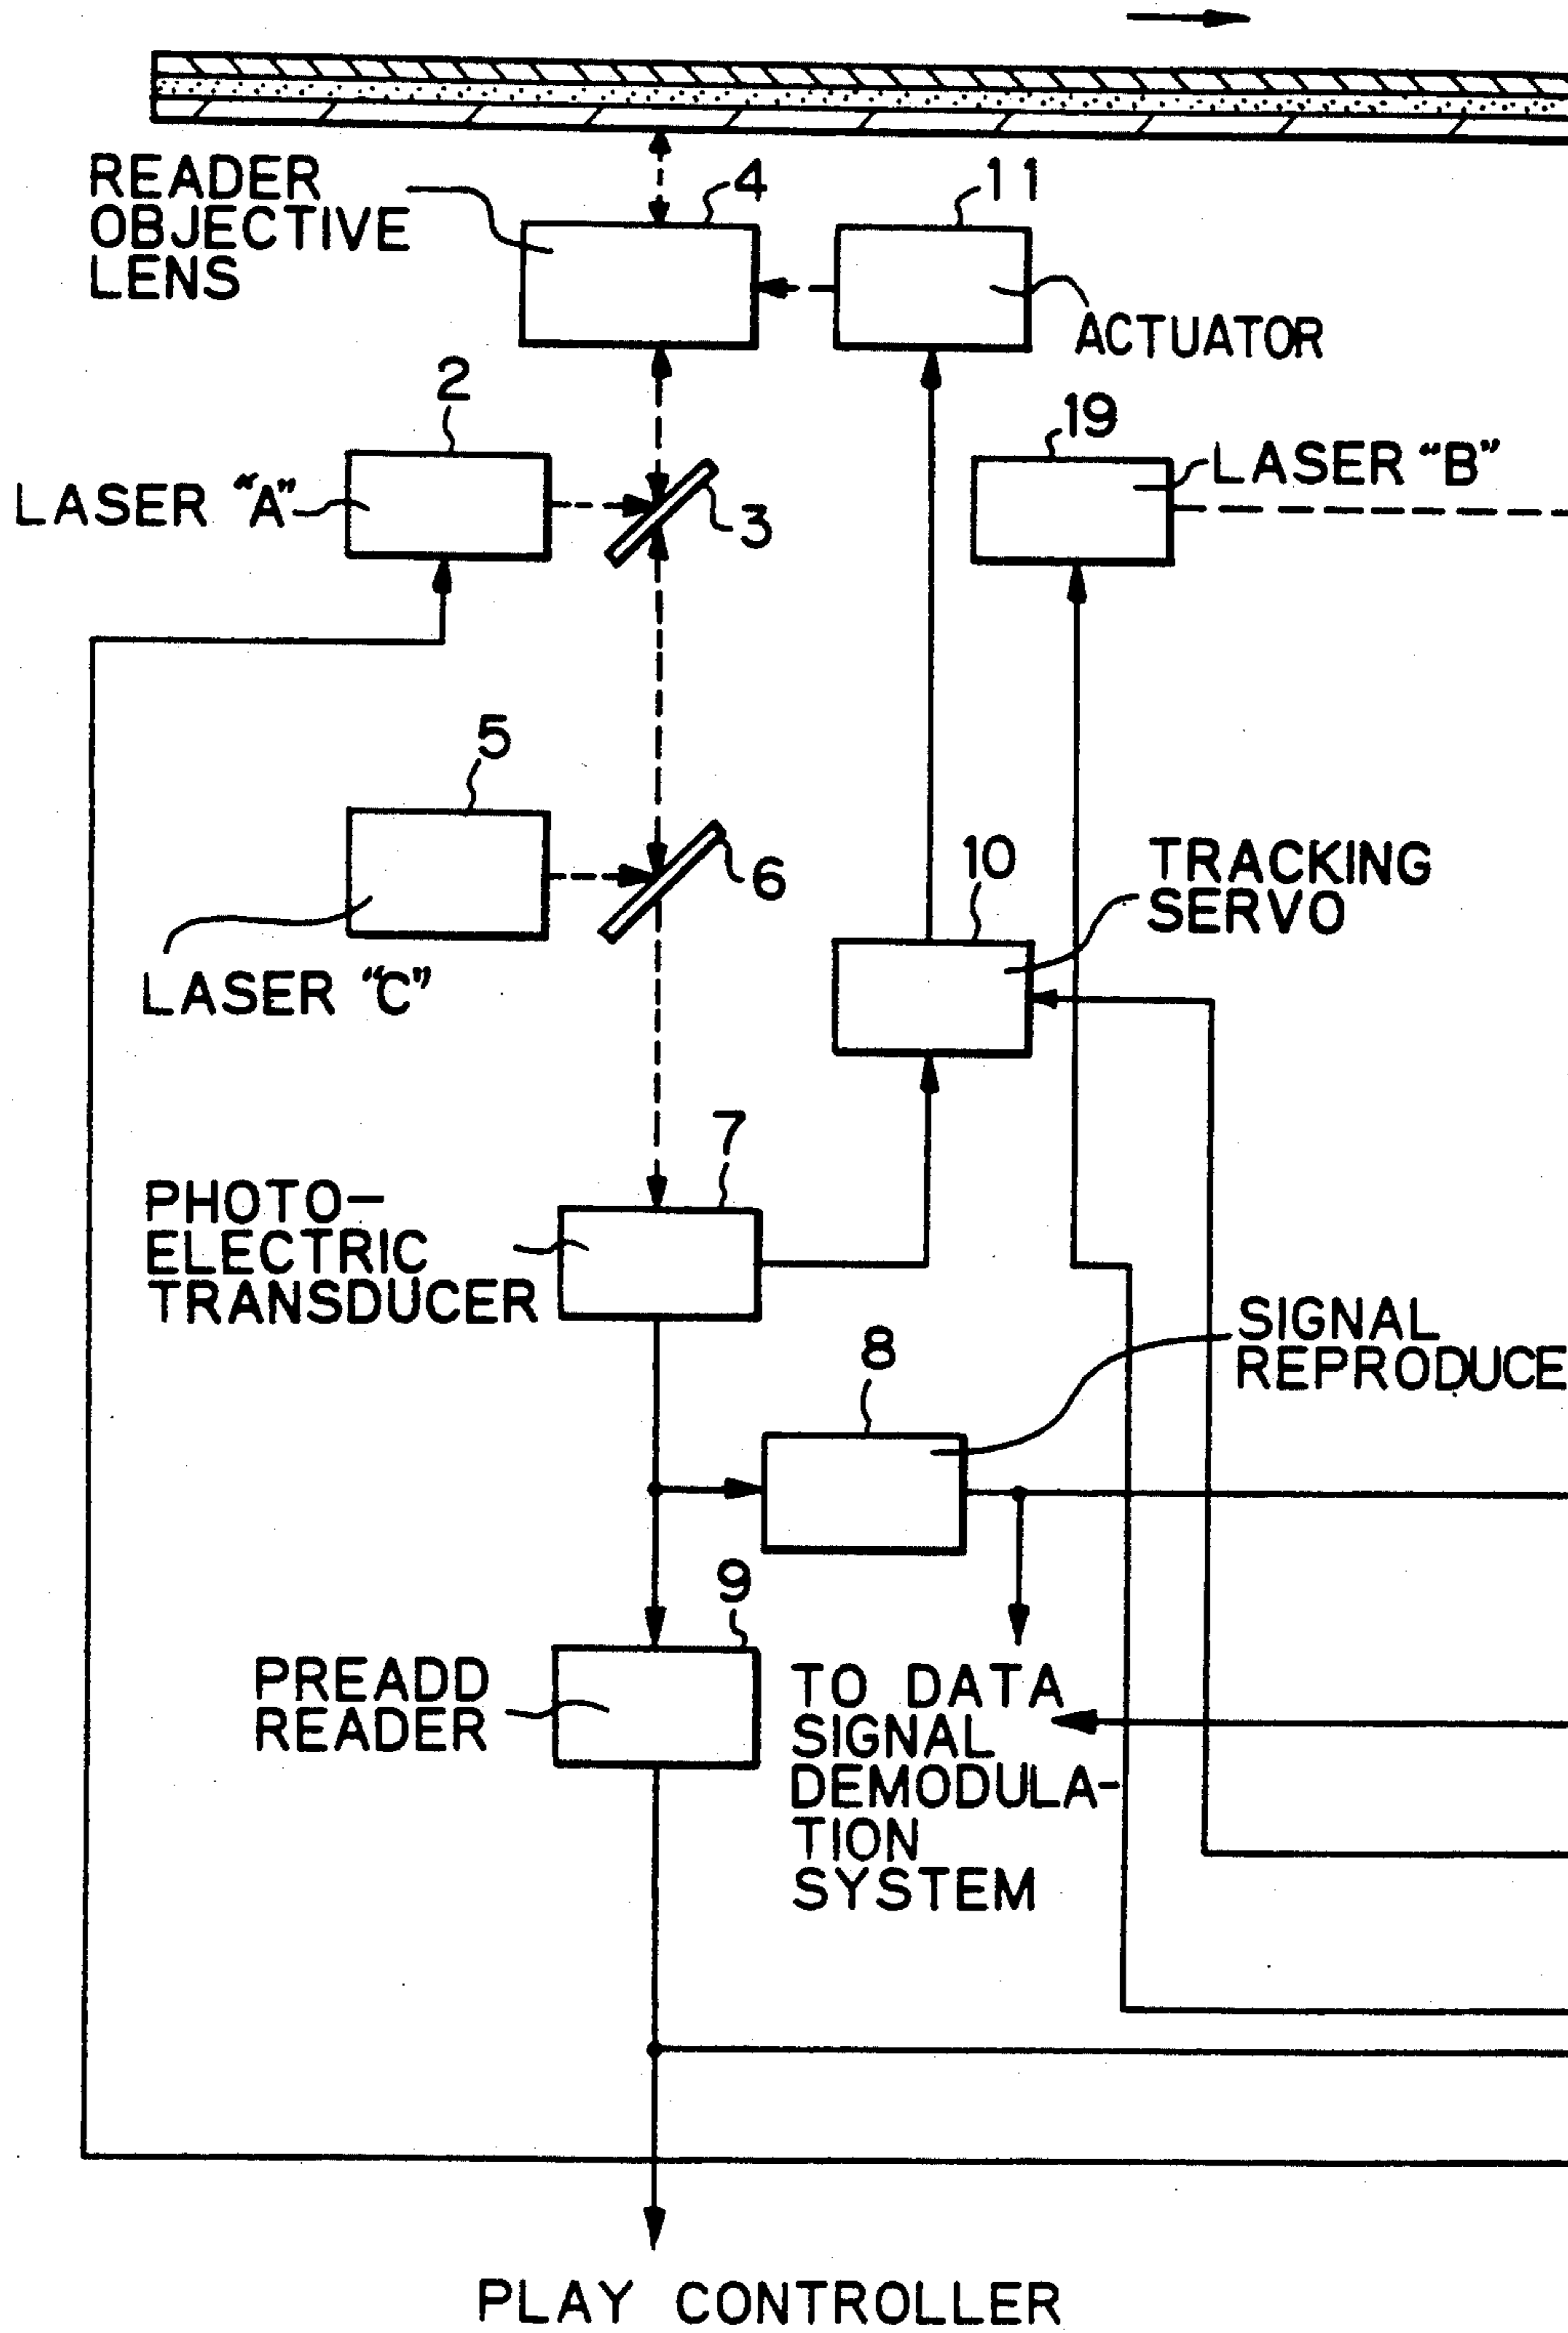 READER
OBJECTIVE
LENS
4
11
ACTUATOR
2
19
LASER "A"
LASER "B"
3
5
6
10
TRACKING
SERVO
LASER "C"
7
PHOTO-
ELECTRIC
TRANSDUCER
8
SIGNAL
REPRODUCE
9
PREADD
READER
TO DATA
SIGNAL
DEMODULA-
TION
SYSTEM
PLAY CONTROLLER